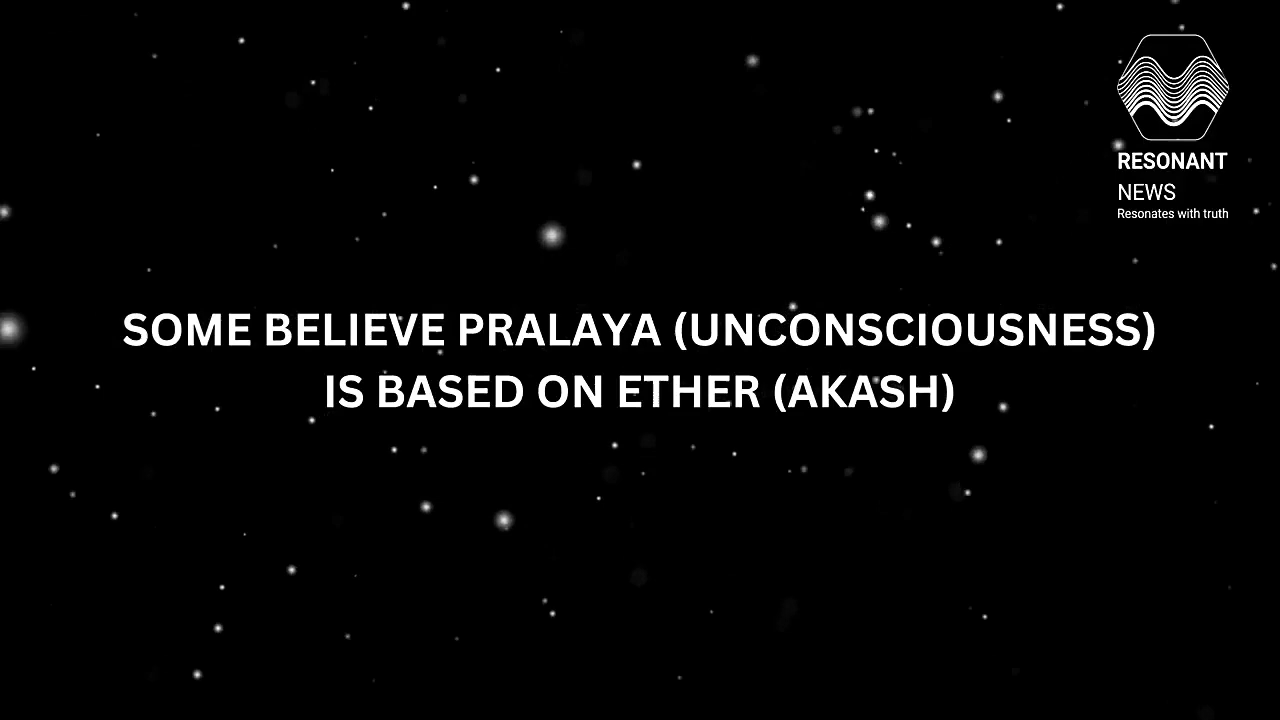 RESONANT
NEWS
Resonates with truth
SOME BELIEVE PRALAYA (UNCONSCIOUSNESS)
IS BASED ON ETHER (AKASH)